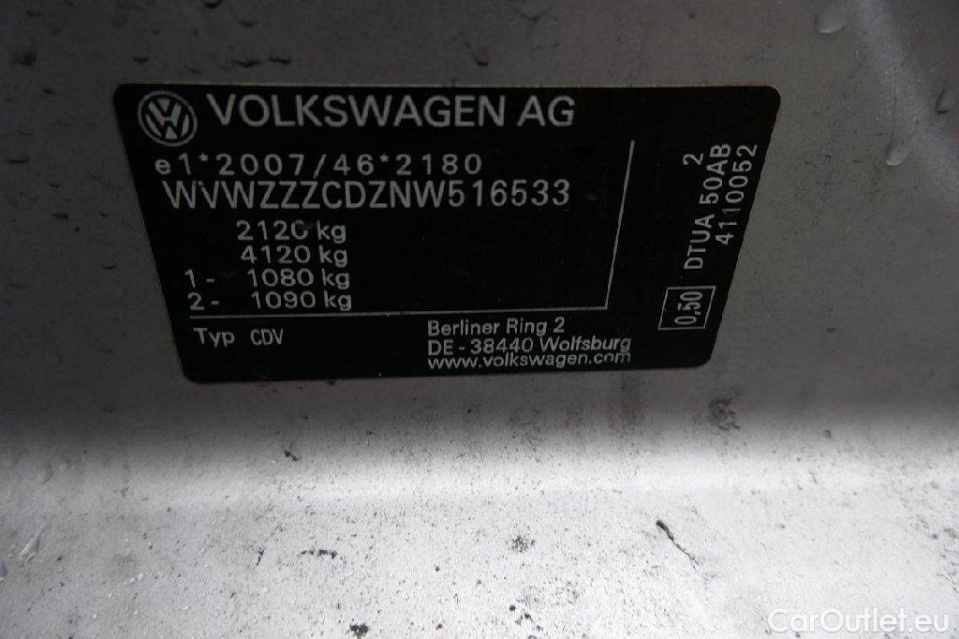 VOLKSWAGEN AG
e1*2007/46*2180
WVWZZZCDZNW516533
2120 kg
4120 kg
1- 1080 kg
2- 1090 kg
Typ CDV
Berliner Ring 2
DE - 38440 Wolfsburg
www.volkswagen.com
0,50
DTUA 50AB 2
4110052
CarOutlet.eu